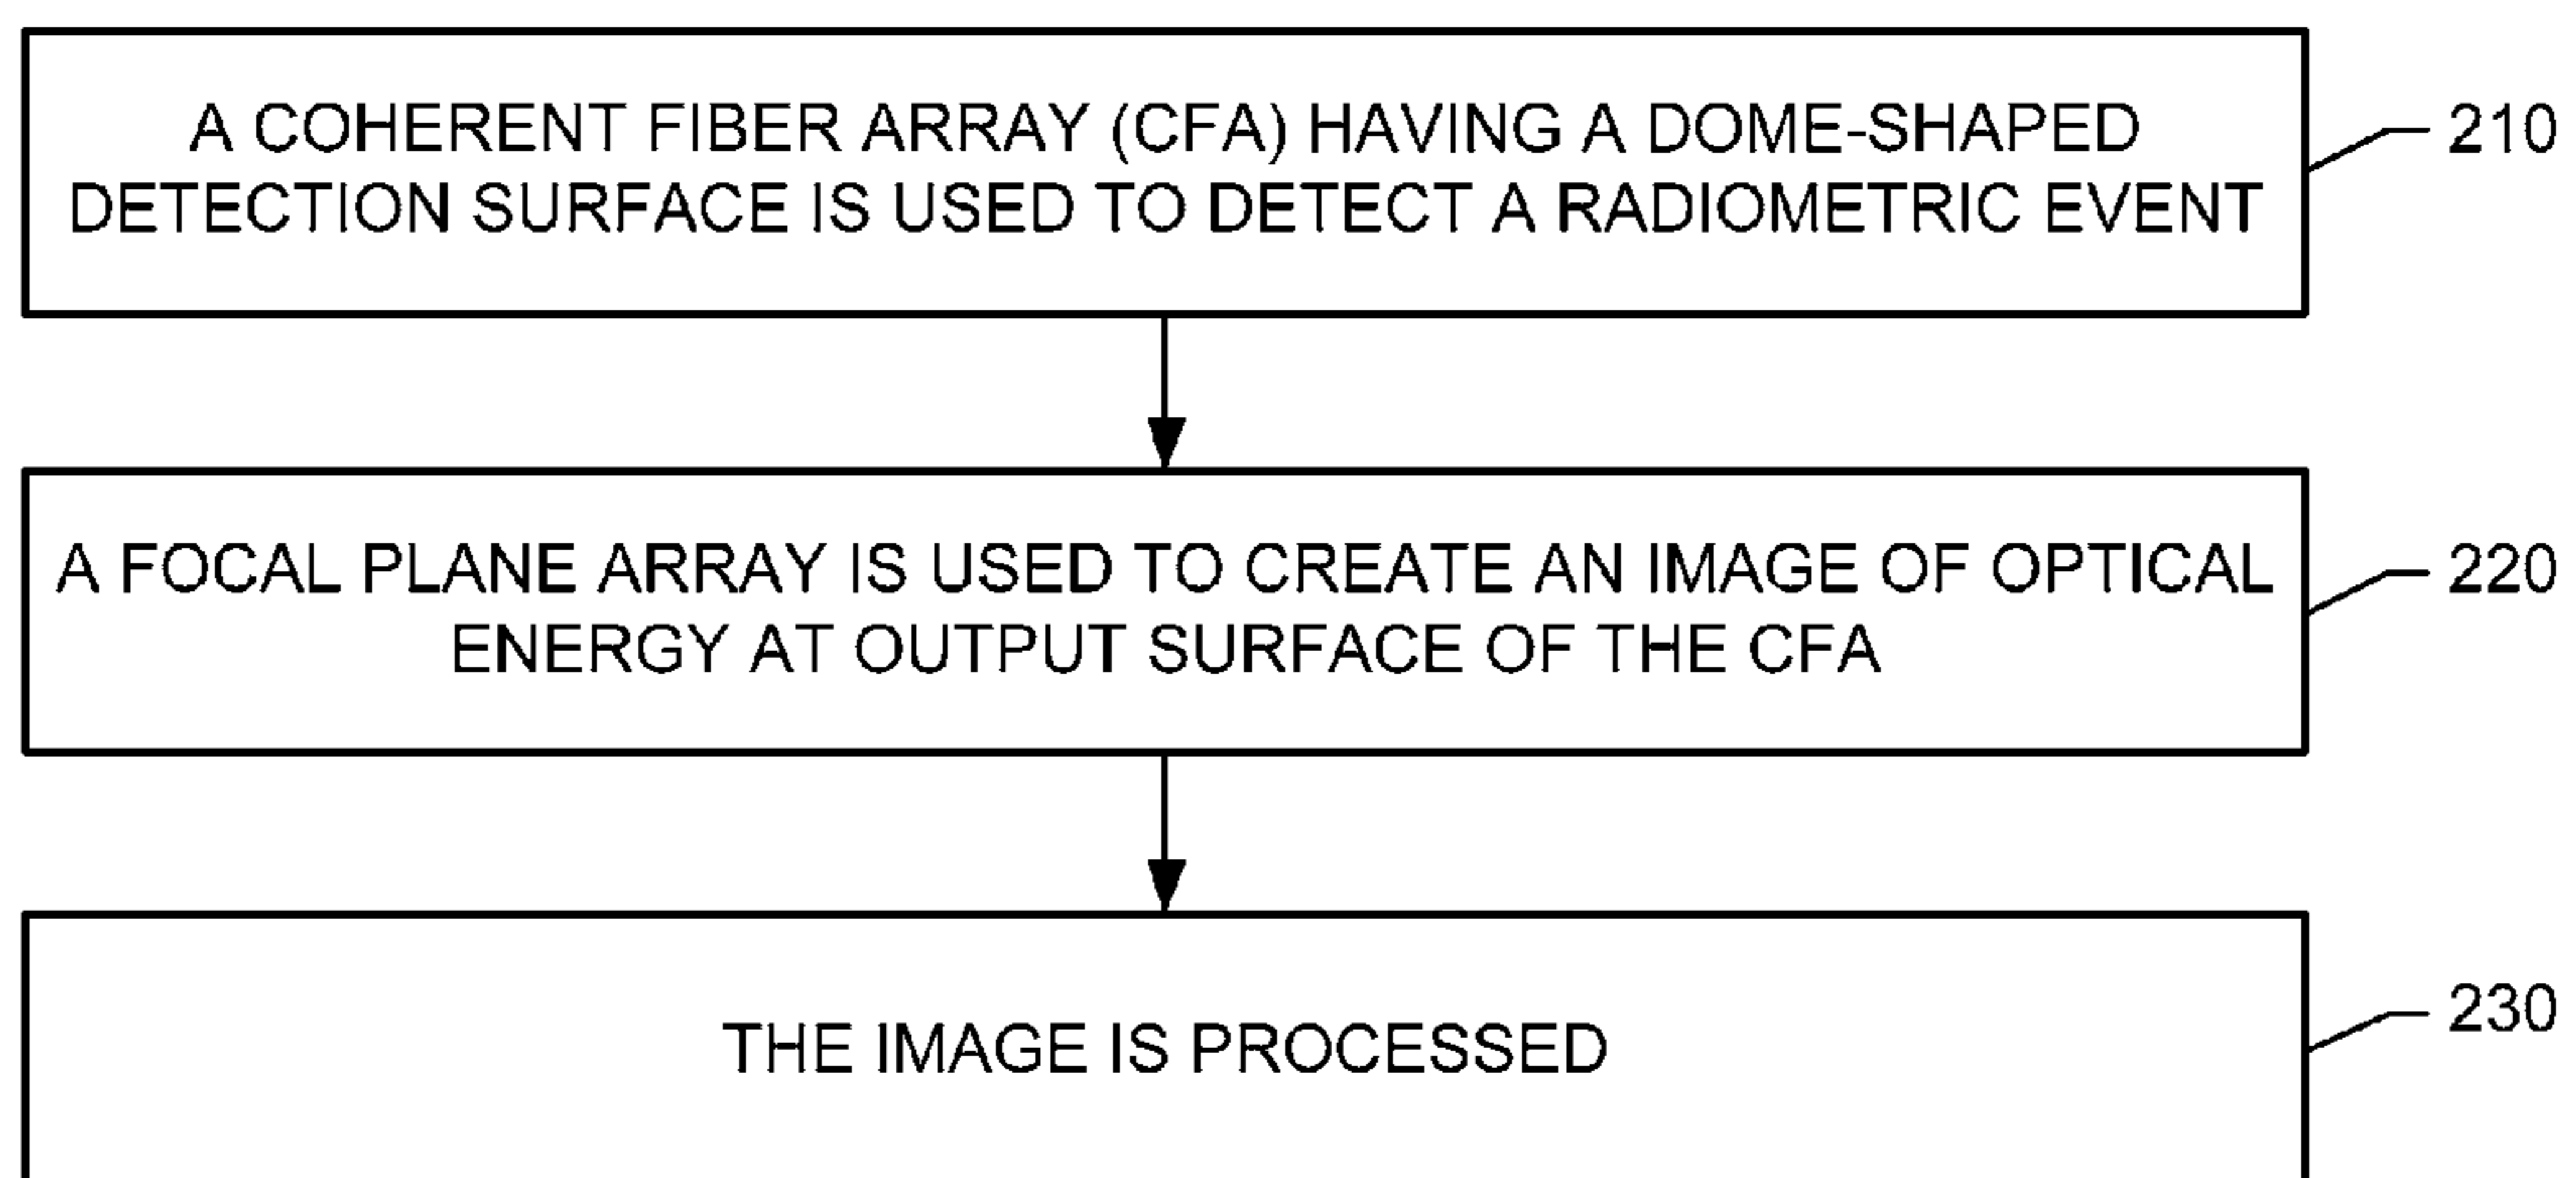 A COHERENT FIBER ARRAY (CFA) HAVING A DOME-SHAPED
DETECTION SURFACE IS USED TO DETECT A RADIOMETRIC EVENT
210
A FOCAL PLANE ARRAY IS USED TO CREATE AN IMAGE OF OPTICAL
ENERGY AT OUTPUT SURFACE OF THE CFA
220
THE IMAGE IS PROCESSED
230